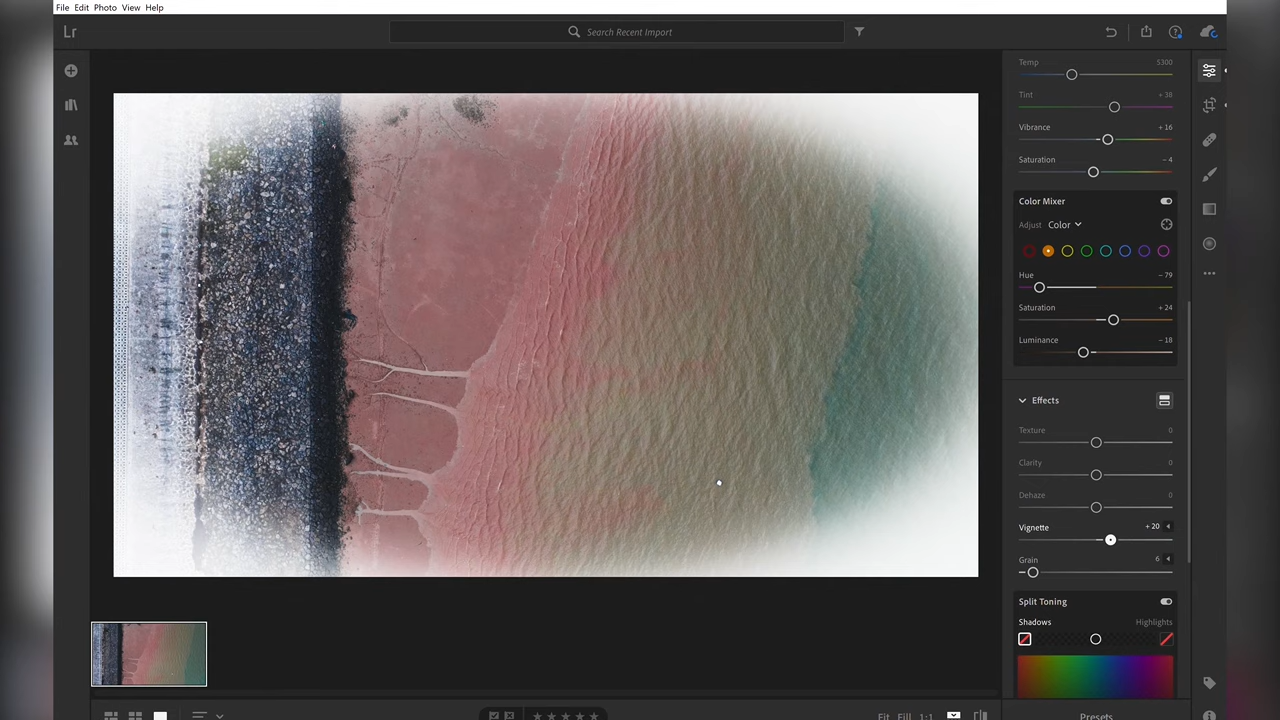 File Edit Photo View Help
Lr
Search Recent Import
Temp 5300
Tint + 38
Vibrance + 16
Saturation – 4
Color Mixer
Adjust Color
Hue – 79
Saturation + 24
Luminance – 18
Effects
Texture 0
Clarity 0
Dehaze 0
Vignette + 20
Grain 6
Split Toning
Shadows Highlights
Fit Fill 1:1
Presets